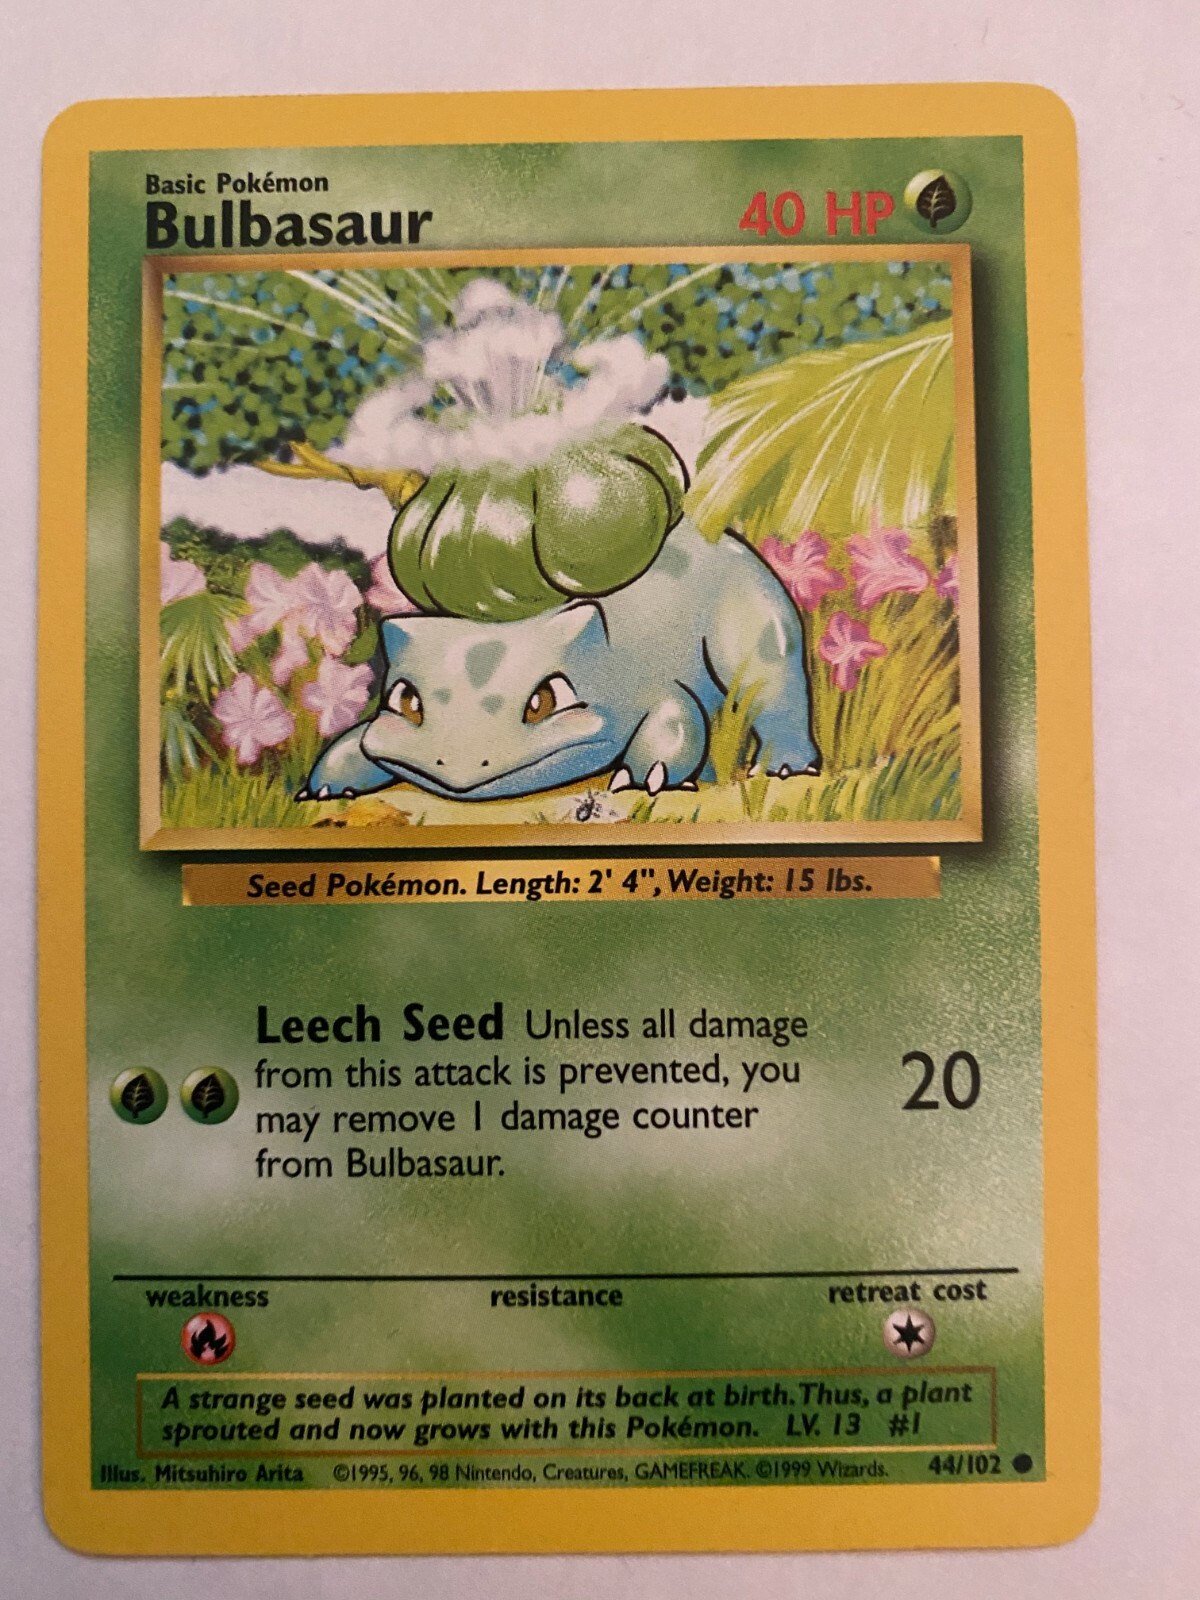 Basic Pokémon
Bulbasaur 40 HP
Seed Pokémon. Length: 2' 4", Weight: 15 lbs.
Leech Seed Unless all damage
from this attack is prevented, you
may remove 1 damage counter
from Bulbasaur.
20
weakness resistance retreat cost
A strange seed was planted on its back at birth. Thus, a plant
sprouted and now grows with this Pokémon. LV. 13 #1
Illus. Mitsuhiro Arita ©1995, 96, 98 Nintendo, Creatures, GAMEFREAK. ©1999 Wizards. 44/102